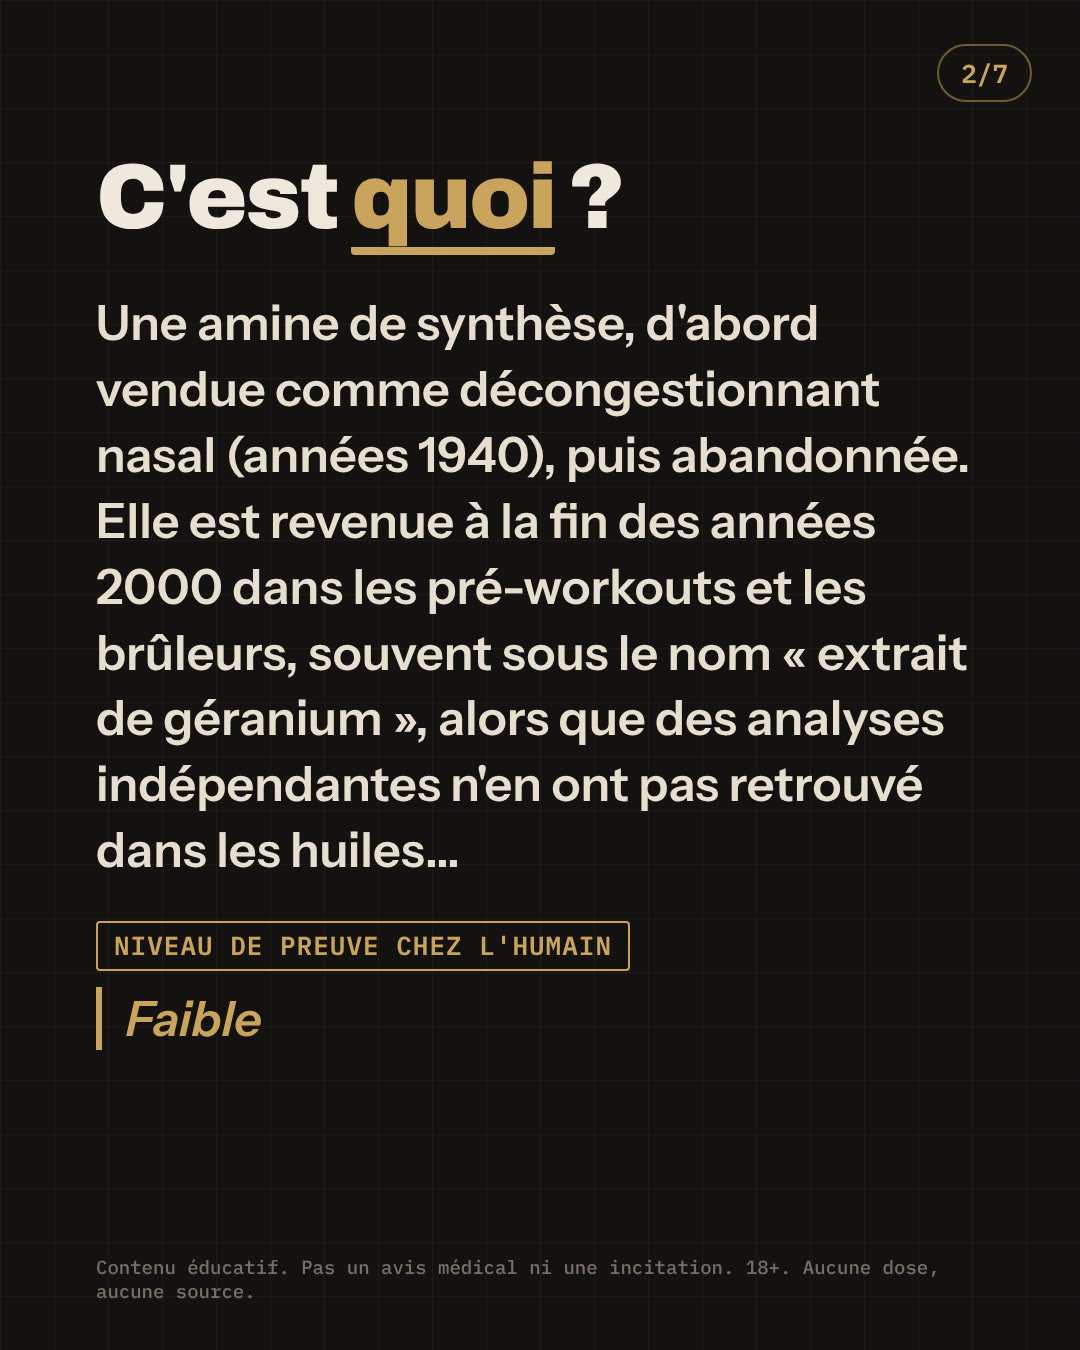 2/7
C'est quoi ?
Une amine de synthèse, d'abord
vendue comme décongestionnant
nasal (années 1940), puis abandonnée.
Elle est revenue à la fin des années
2000 dans les pré-workouts et les
brûleurs, souvent sous le nom « extrait
de géranium », alors que des analyses
indépendantes n'en ont pas retrouvé
dans les huiles...
NIVEAU DE PREUVE CHEZ L'HUMAIN
Faible
Contenu éducatif. Pas un avis médical ni une incitation. 18+. Aucune dose,
aucune source.